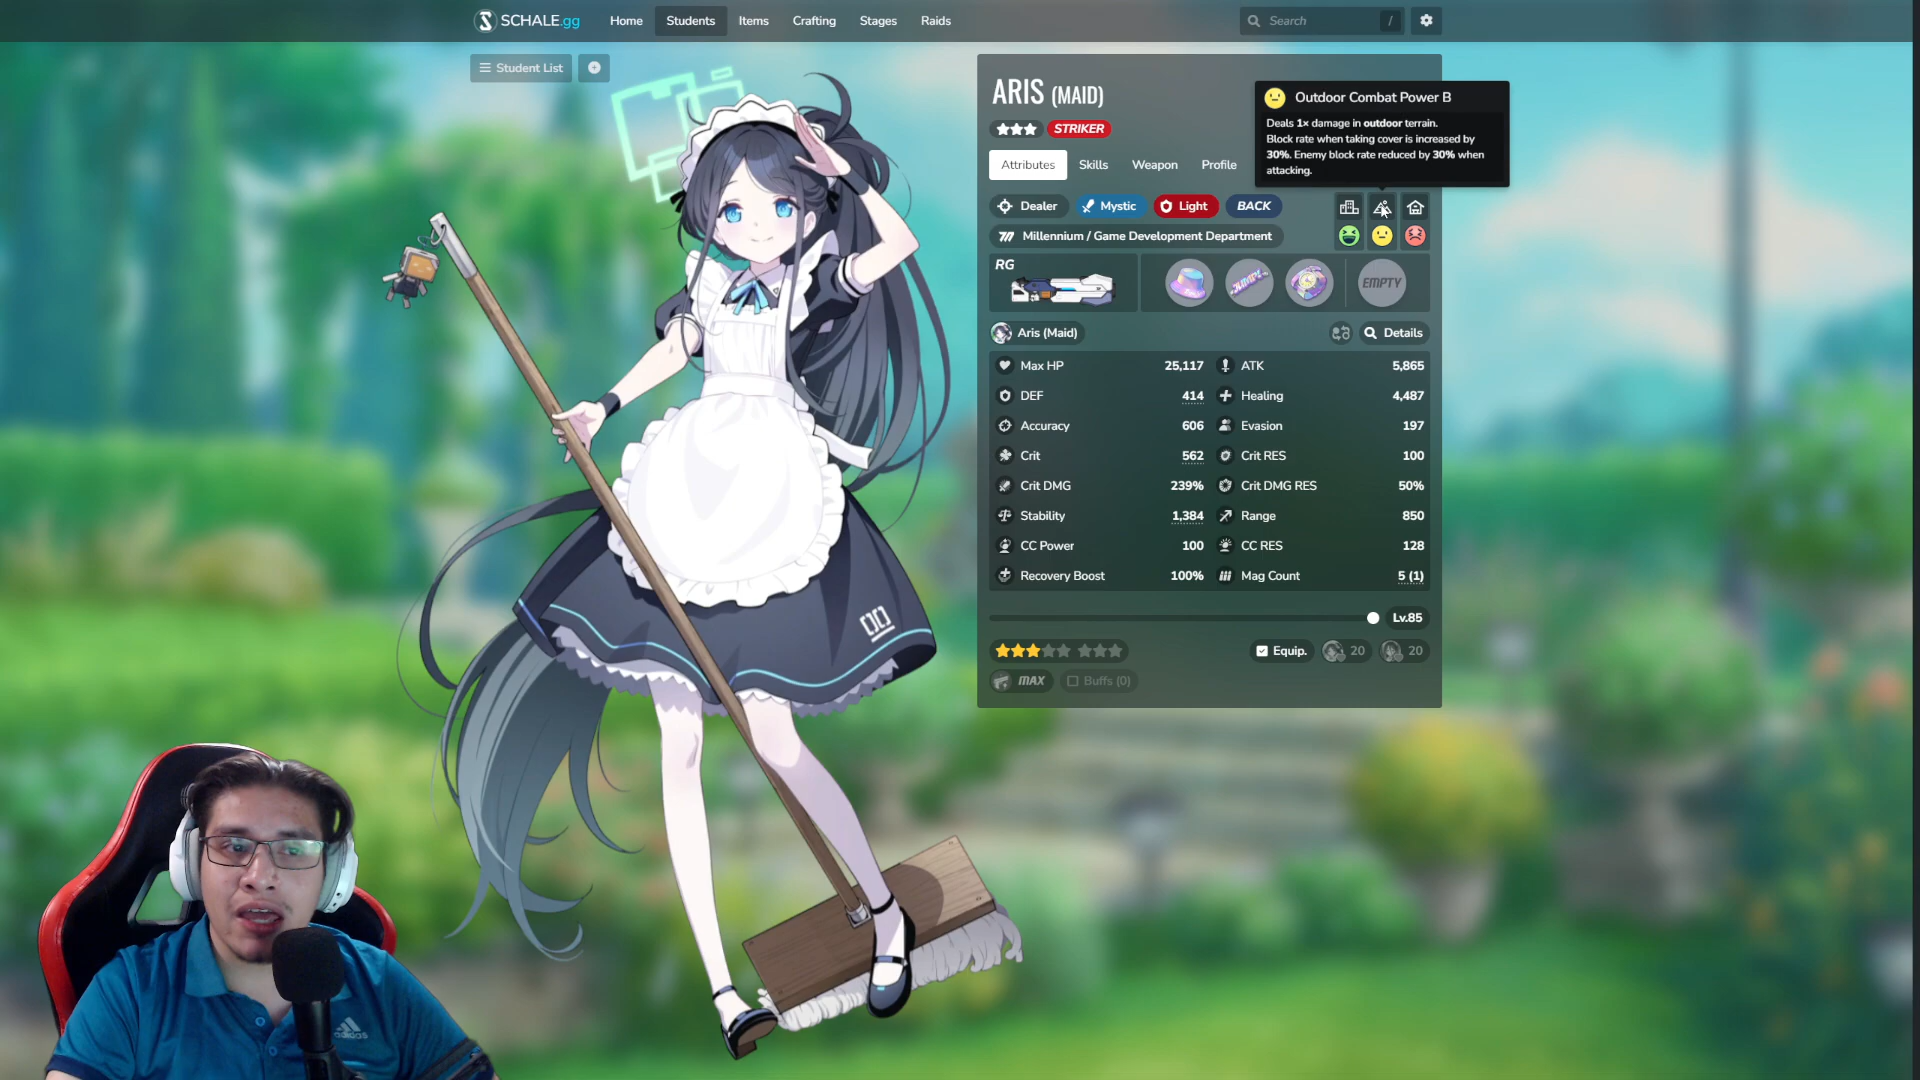 SCHALE.gg
Home
Students
Items
Crafting
Stages
Raids
Search
/
Student List
ARIS (MAID)
STRIKER
Outdoor Combat Power B
Deals 1× damage in outdoor terrain.
Block rate when taking cover is increased by
30%. Enemy block rate reduced by 30% when
attacking.
Attributes
Skills
Weapon
Profile
Dealer
Mystic
Light
BACK
Millennium / Game Development Department
RG
EMPTY
Aris (Maid)
Details
Max HP 25,117
ATK 5,865
DEF 414
Healing 4,487
Accuracy 606
Evasion 197
Crit 562
Crit RES 100
Crit DMG 239%
Crit DMG RES 50%
Stability 1,384
Range 850
CC Power 100
CC RES 128
Recovery Boost 100%
Mag Count 5 (1)
Lv.85
Equip.
20
20
MAX
Buffs (0)
adidas